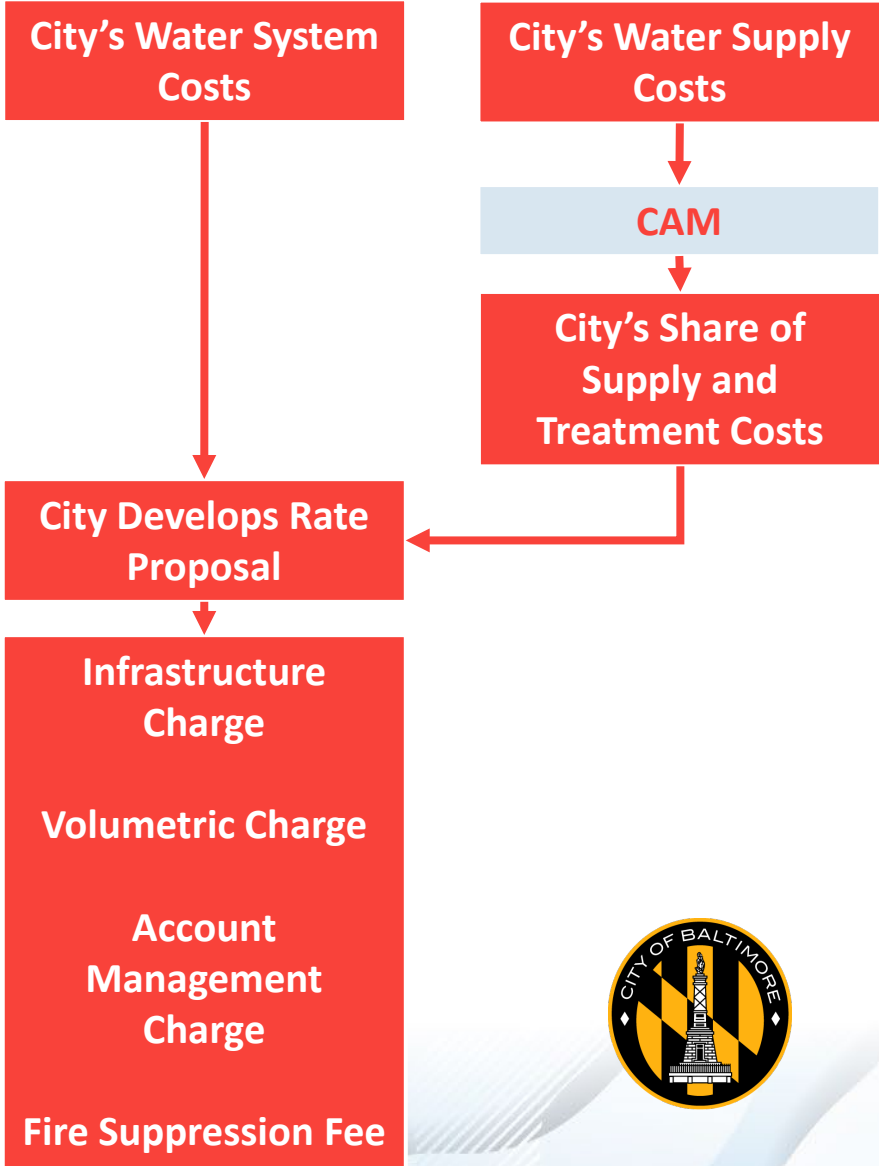 City’s Water System
Costs
City’s Water Supply
Costs
CAM
City’s Share of
Supply and
Treatment Costs
City Develops Rate
Proposal
Infrastructure
Charge
Volumetric Charge
Account
Management
Charge
Fire Suppression Fee
CITY OF BALTIMORE